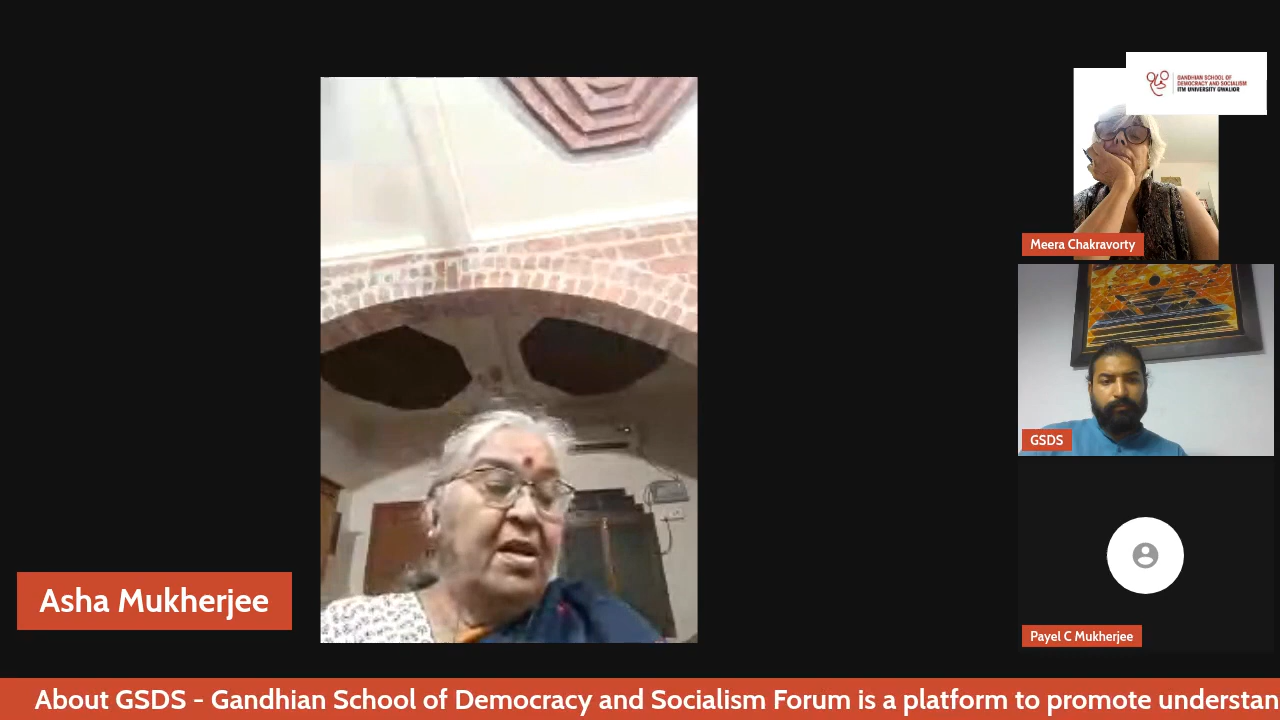 GANDHIAN SCHOOL OF
DEMOCRACY AND SOCIALISM
ITM UNIVERSITY GWALIOR
Meera Chakravorty
GSDS
Asha Mukherjee
Payel C Mukherjee
About GSDS - Gandhian School of Democracy and Socialism Forum is a platform to promote understan